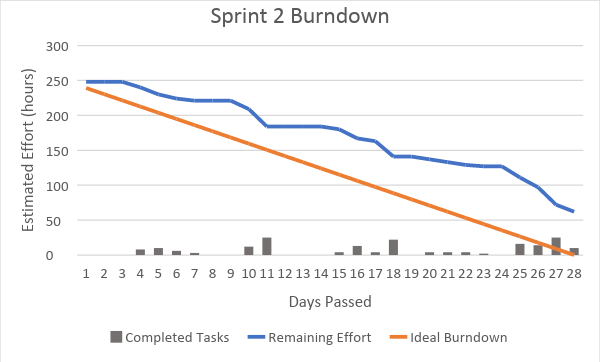 Sprint 2 Burndown
300
250
200
150
100
50
0
Estimated Effort (hours)
1 2 3 4 5 6 7 8 9 10 11 12 13 14 15 16 17 18 19 20 21 22 23 24 25 26 27 28
Days Passed
Completed Tasks Remaining Effort Ideal Burndown